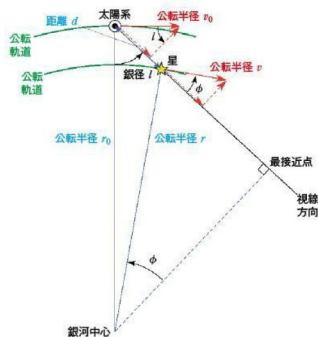 距離 d
太陽系
公転半径 v₀
公転
軌道
l
星
公転
軌道
銀径 l
公転半径 v
ϕ
公転半径 r₀
公転半径 r
最接近点
視線
方向
ϕ
銀河中心